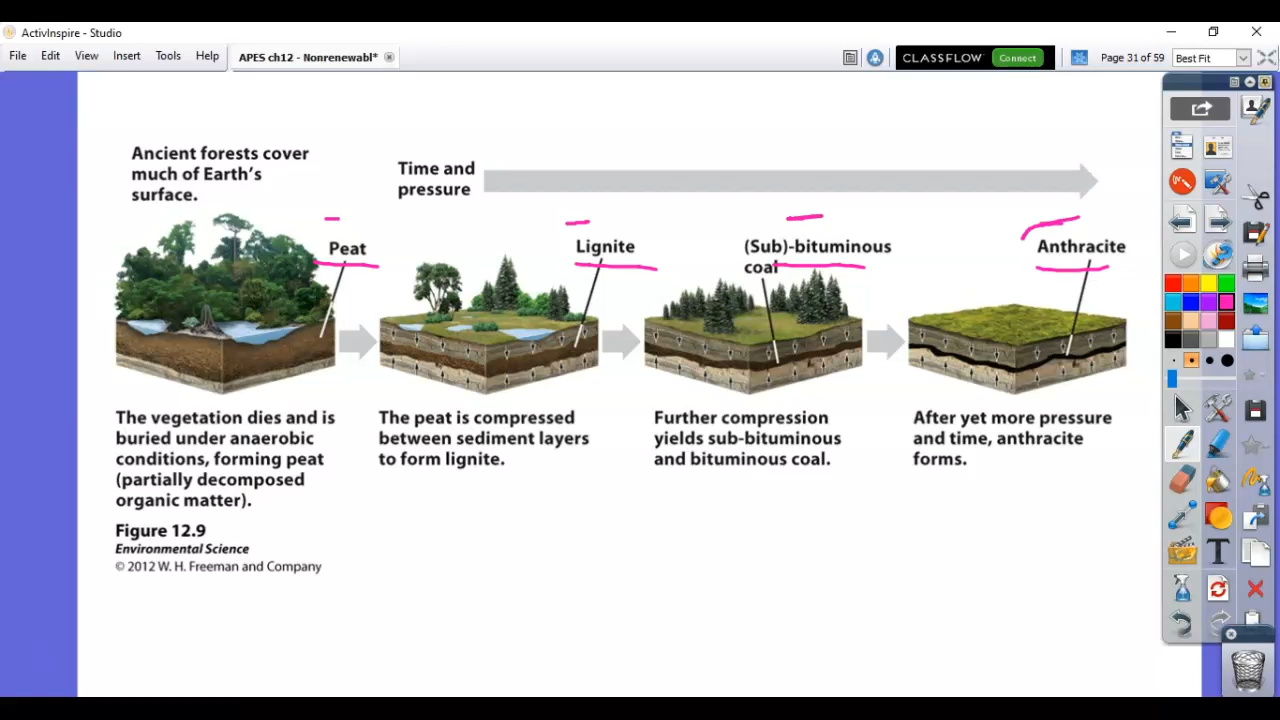 ActivInspire - Studio
File Edit View Insert Tools Help
APES ch12 - Nonrenewabl*
CLASSFLOW Connect
Page 31 of 59
Best Fit
Ancient forests cover
much of Earth's
surface.
Time and
pressure
Peat
Lignite
(Sub)-bituminous
coal
Anthracite
The vegetation dies and is
buried under anaerobic
conditions, forming peat
(partially decomposed
organic matter).
The peat is compressed
between sediment layers
to form lignite.
Further compression
yields sub-bituminous
and bituminous coal.
After yet more pressure
and time, anthracite
forms.
Figure 12.9
Environmental Science
© 2012 W. H. Freeman and Company